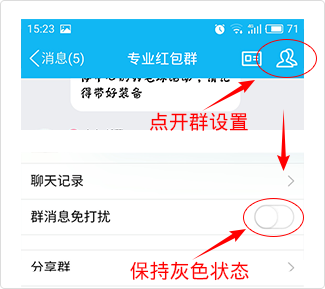 15:23 71
消息(5) 专业红包群
得带好装备
点开群设置
聊天记录
群消息免打扰
分享群
保持灰色状态